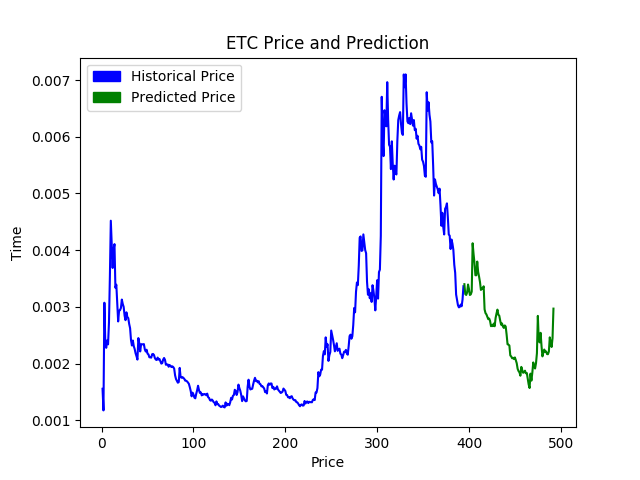 ETC Price and Prediction
Historical Price
Predicted Price
0.007
0.006
0.005
0.004
0.003
0.002
0.001
Time
0 100 200 300 400 500
Price